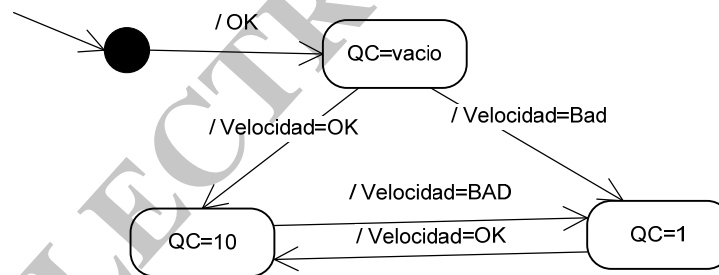 / OK
QC=vacio
/ Velocidad=OK
/ Velocidad=Bad
/ Velocidad=BAD
QC=10
/ Velocidad=OK
QC=1